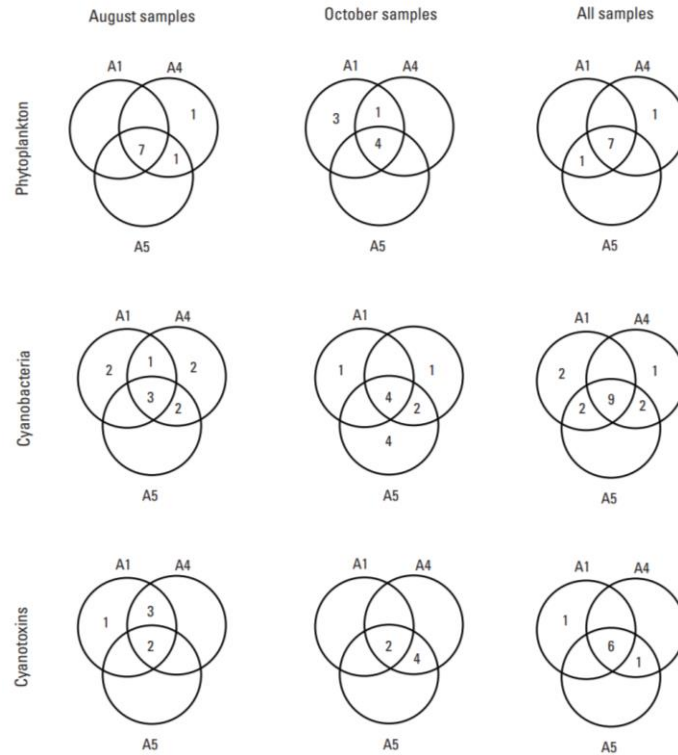 August samples October samples All samples
Phytoplankton
A1 A4 A1 A4 A1 A4
1 3 1 1
7 4 7
1 1
A5 A5 A5
Cyanobacteria
A1 A4 A1 A1 A4
2 1 2 1 1 2 1
3 2 4 2 2 9 2
4
A5 A5 A5
Cyanotoxins
A1 A4 A1 A4 A1 A4
1 3 1
2 2 4 6 1
A5 A5 A5